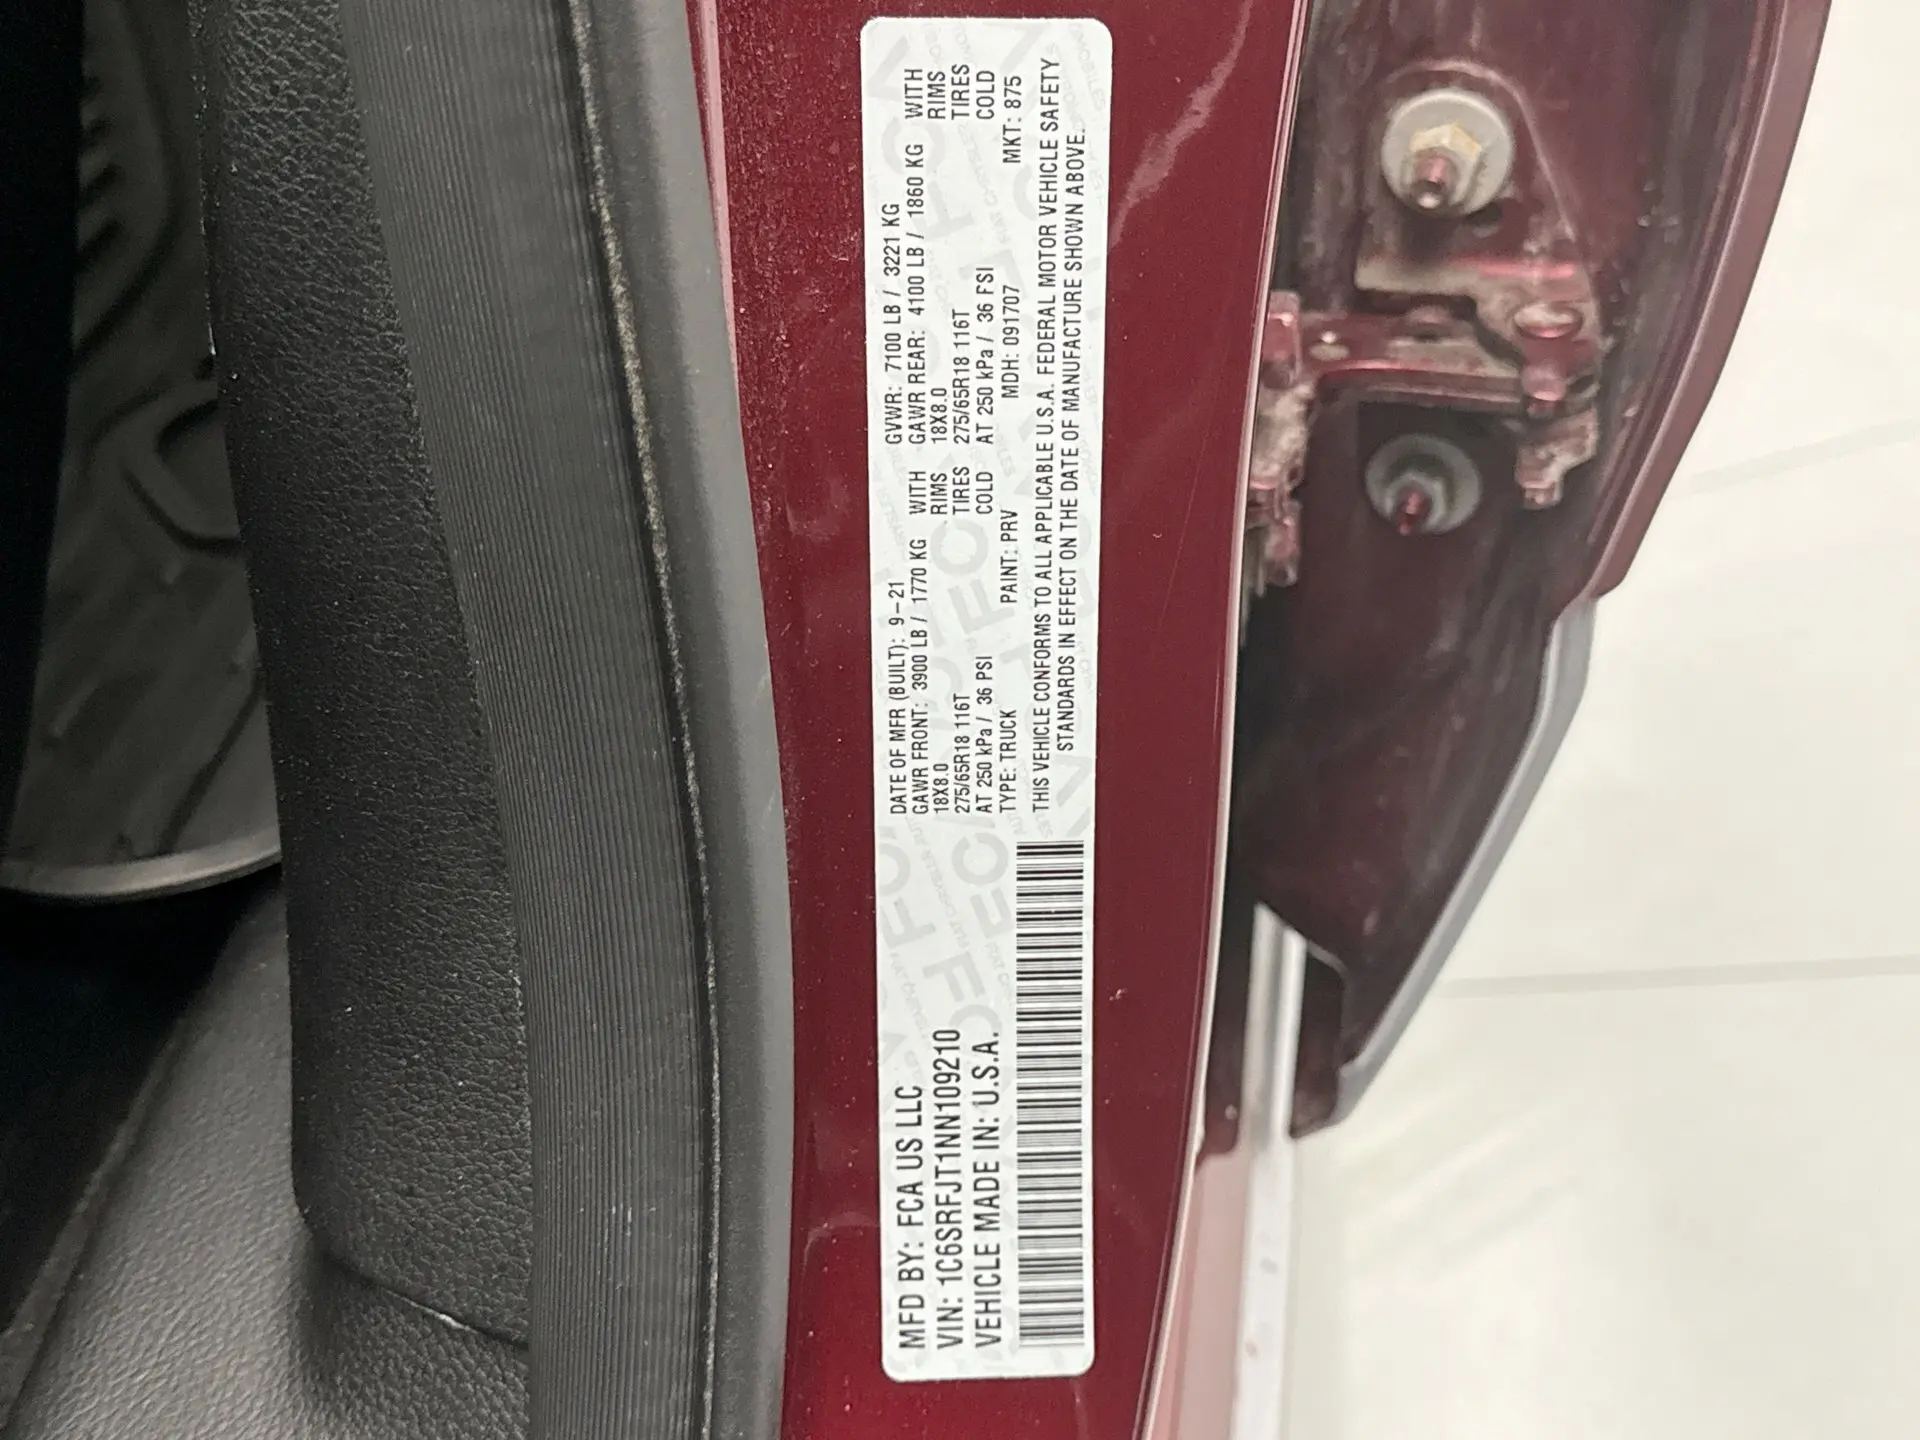 MFD BY: FCA US LLC
VIN: 1C6SRFJT1NN109210
VEHICLE MADE IN: U.S.A.
DATE OF MFR (BUILT): 9-21 GVWR: 7100 LB / 3221 KG
GAWR FRONT: 3900 LB / 1770 KG WITH GAWR REAR: 4100 LB / 1860 KG WITH
18X8.0 RIMS 18X8.0 RIMS
275/65R18 116T TIRES 275/65R18 116T TIRES
AT 250 kPa / 36 PSI COLD AT 250 kPa / 36 FSI COLD
TYPE: TRUCK PAINT: PRV MDH: 091707 MKT: 875
THIS VEHICLE CONFORMS TO ALL APPLICABLE U.S.A. FEDERAL MOTOR VEHICLE SAFETY
STANDARDS IN EFFECT ON THE DATE OF MANUFACTURE SHOWN ABOVE.